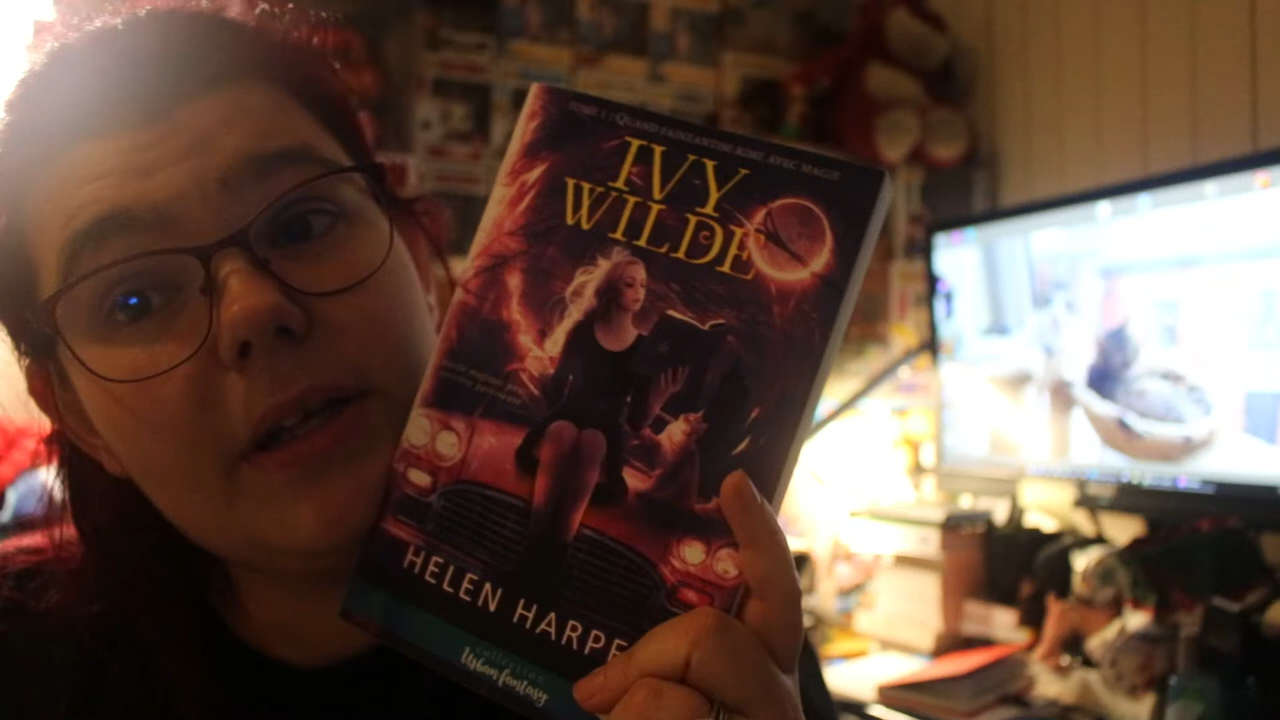 TOME 1 : QUAND FAINÉANTISE RIME AVEC MAGIE
IVY
WILDE
HELEN HARPE
Collection
Urban fantasy